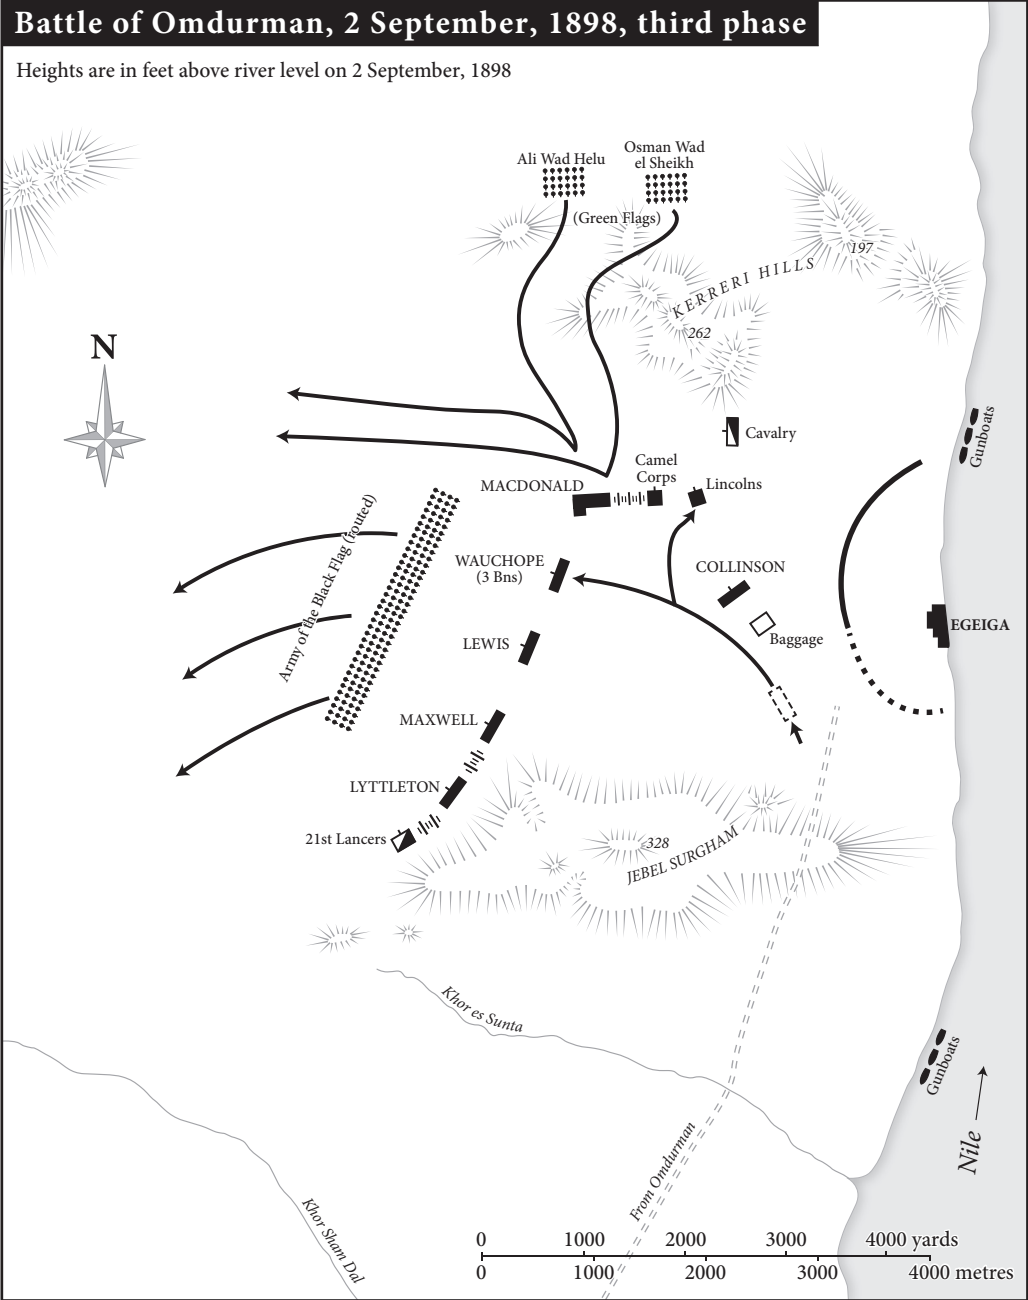 Battle of Omdurman, 2 September, 1898, third phase
Heights are in feet above river level on 2 September, 1898
Ali Wad Helu
Osman Wad
el Sheikh
(Green Flags)
197
KERRERI HILLS
262
N
Cavalry
Gunboats
Camel
Corps
MACDONALD
Lincolns
Army of the Black Flag (routed)
WAUCHOPE
(3 Bns)
COLLINSON
EGEIGA
Baggage
LEWIS
MAXWELL
LYTTLETON
21st Lancers
328
JEBEL SURGHAM
Khor es Sunta
Gunboats
Nile
From Omdurman
Khor Sham Dal
0 1000 2000 3000 4000 yards
0 1000 2000 3000 4000 metres